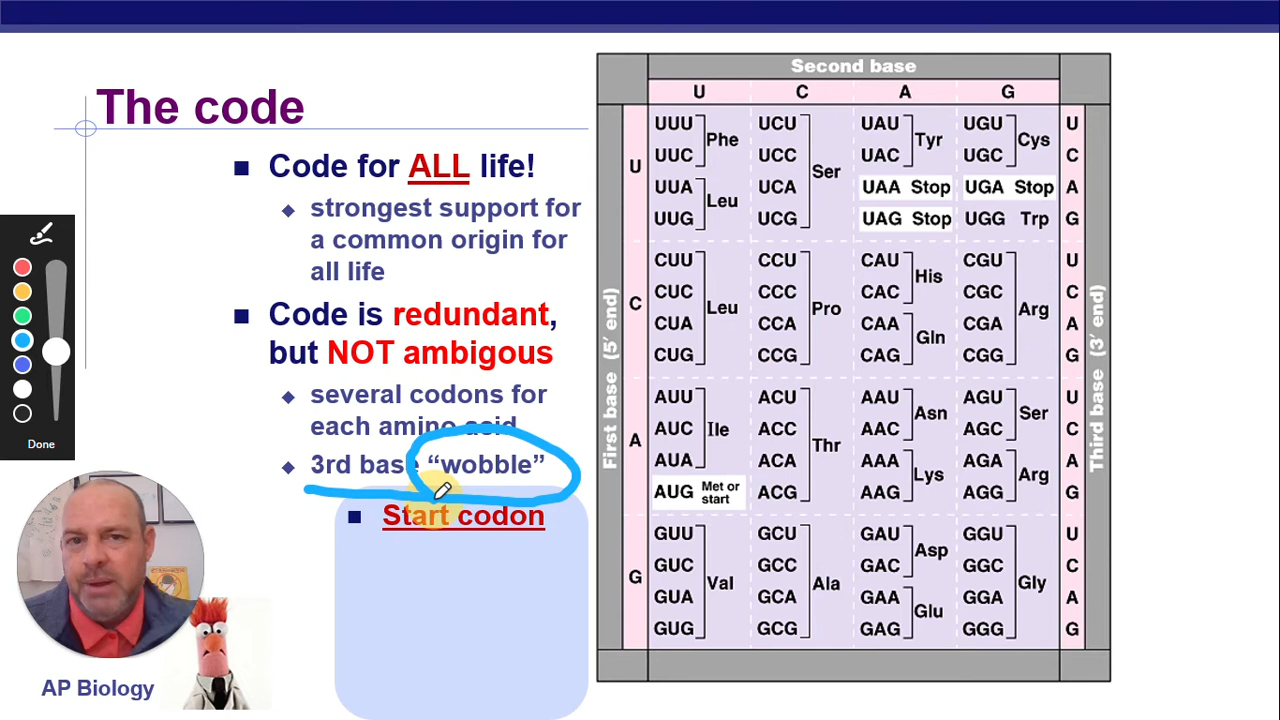 The code
■ Code for ALL life!
◆ strongest support for
a common origin for
all life
■ Code is redundant,
but NOT ambigous
◆ several codons for
each amino acid
◆ 3rd base “wobble”
■ Start codon
Done
AP Biology
Second base
U C A G
First base (5′ end)
Third base (3′ end)
U
UUU Phe UCU Ser UAU Tyr UGU Cys U
UUC UCC UAC UGC C
UUA Leu UCA UAA Stop UGA Stop A
UUG UCG UAG Stop UGG Trp G
C
CUU Leu CCU Pro CAU His CGU Arg U
CUC CCC CAC CGC C
CUA CCA CAA Gln CGA A
CUG CCG CAG CGG G
A
AUU Ile ACU Thr AAU Asn AGU Ser U
AUC ACC AAC AGC C
AUA ACA AAA Lys AGA Arg A
AUG Met or start ACG AAG AGG G
G
GUU Val GCU Ala GAU Asp GGU Gly U
GUC GCC GAC GGC C
GUA GCA GAA Glu GGA A
GUG GCG GAG GGG G